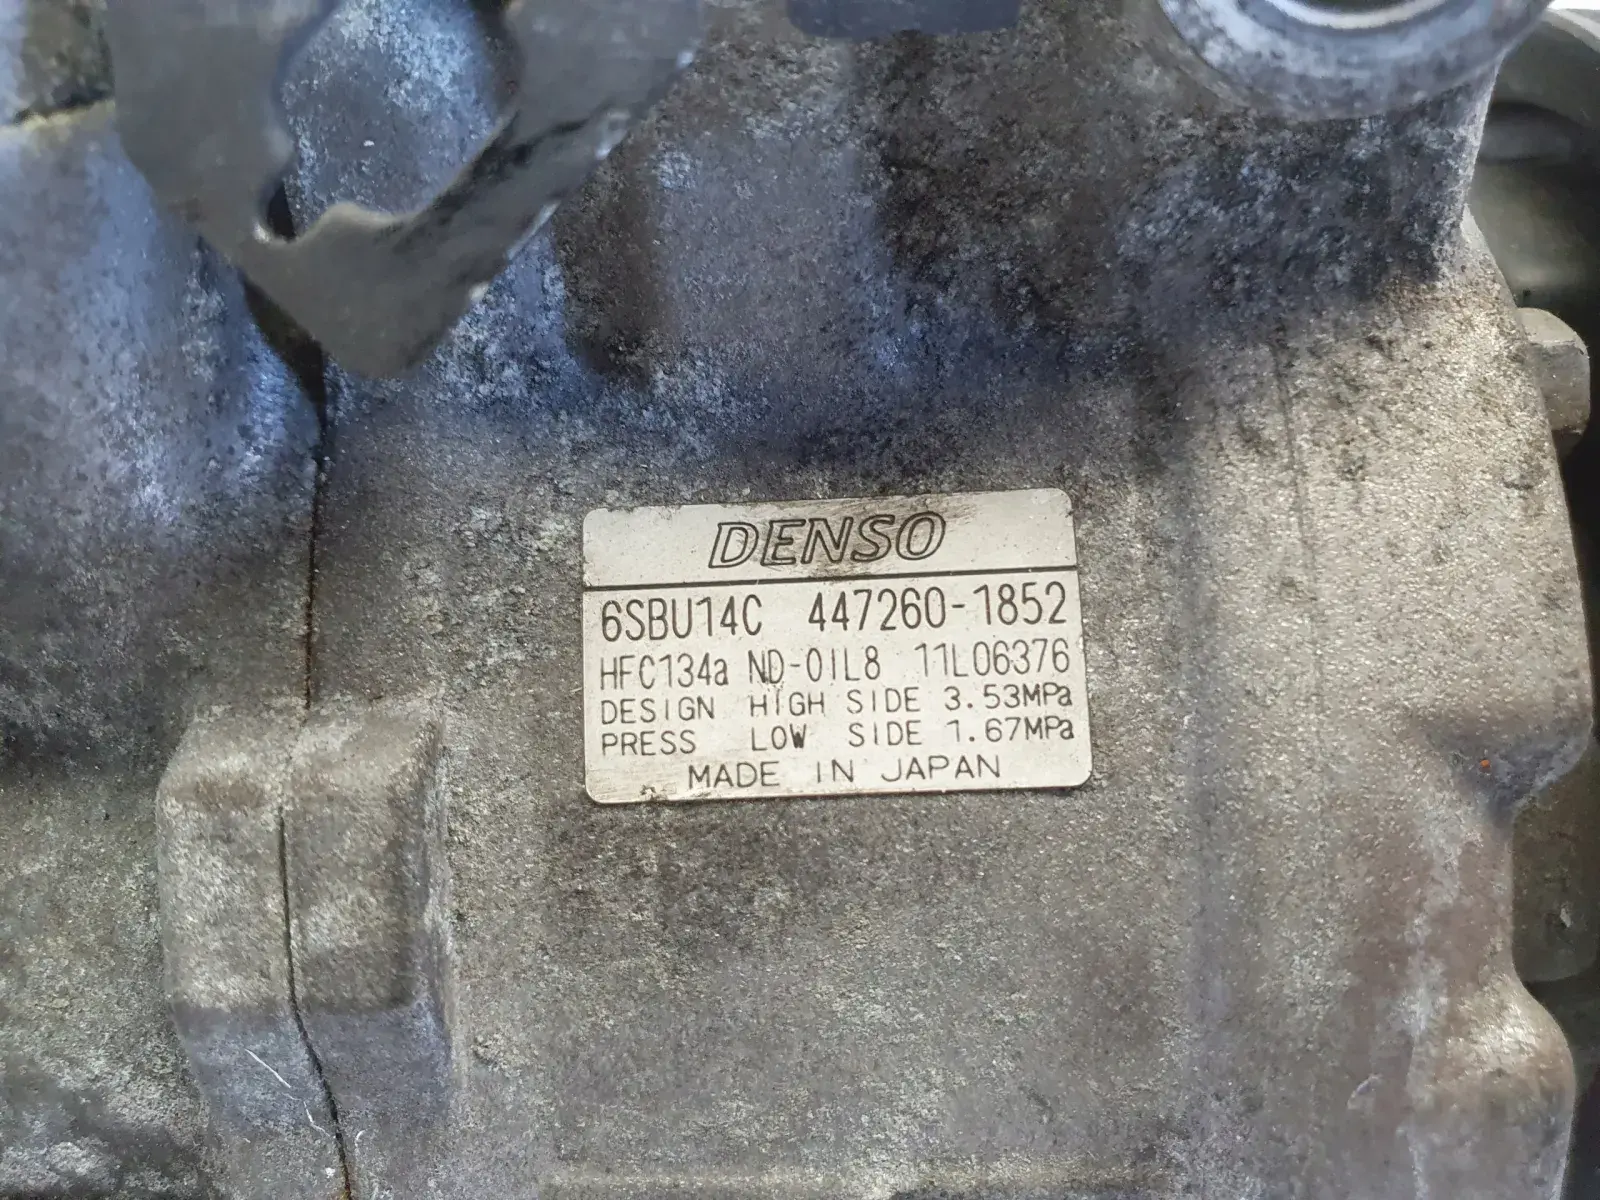 DENSO
6SBU14C 447260-1852
HFC134a ND-OIL8 11L06376
DESIGN HIGH SIDE 3.53MPa
PRESS LOW SIDE 1.67MPa
MADE IN JAPAN